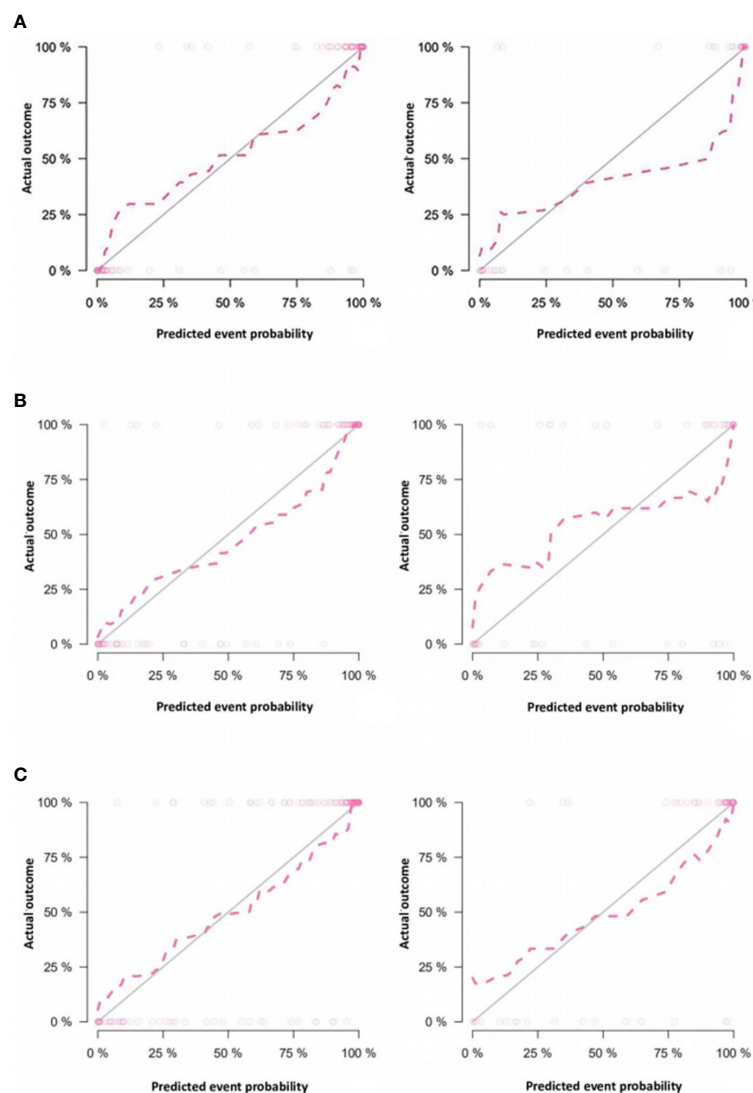 A
100 % 100 %
75 % 75 %
50 % 50 %
25 % 25 %
0 % 0 %
Actual outcome Actual outcome
0 % 25 % 50 % 75 % 100 % 0 % 25 % 50 % 75 % 100 %
Predicted event probability Predicted event probability
B
100 % 100 %
75 % 75 %
50 % 50 %
25 % 25 %
0 % 0 %
Actual outcome Actual outcome
0 % 25 % 50 % 75 % 100 % 0 % 25 % 50 % 75 % 100 %
Predicted event probability Predicted event probability
C
100 % 100 %
75 % 75 %
50 % 50 %
25 % 25 %
0 % 0 %
Actual outcome Actual outcome
0 % 25 % 50 % 75 % 100 % 0 % 25 % 50 % 75 % 100 %
Predicted event probability Predicted event probability